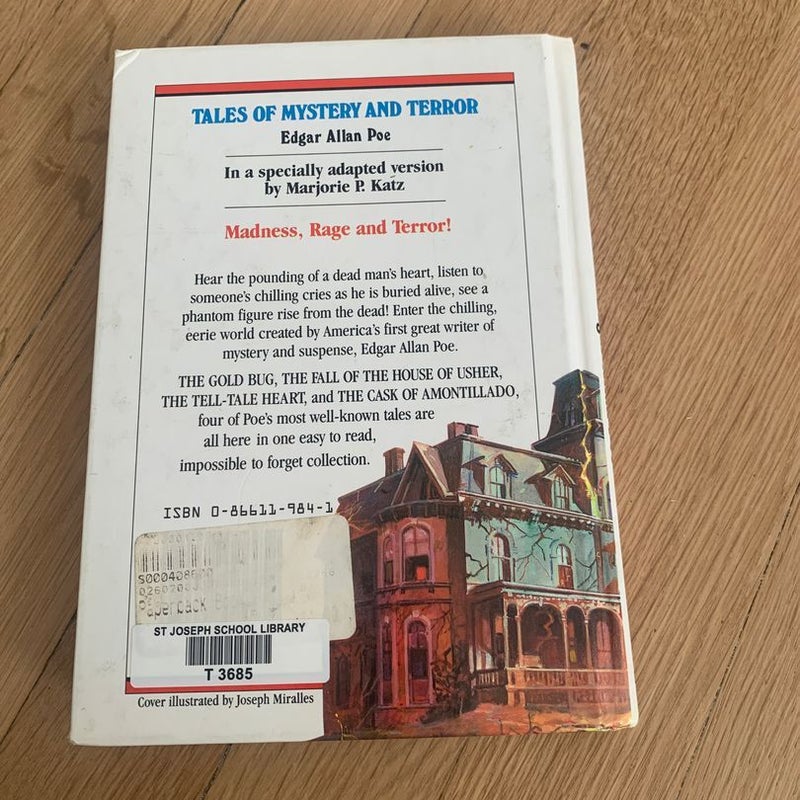 TALES OF MYSTERY AND TERROR
Edgar Allan Poe
In a specially adapted version
by Marjorie P. Katz
Madness, Rage and Terror!
Hear the pounding of a dead man's heart, listen to
someone's chilling cries as he is buried alive, see a
phantom figure rise from the dead! Enter the chilling,
eerie world created by America's first great writer of
mystery and suspense, Edgar Allan Poe.
THE GOLD BUG, THE FALL OF THE HOUSE OF USHER,
THE TELL-TALE HEART, and THE CASK OF AMONTILLADO,
four of Poe's most well-known tales are
all here in one easy to read,
impossible to forget collection.
ISBN 0-86611-984-1
Paperback
ST JOSEPH SCHOOL LIBRARY
T 3685
Cover illustrated by Joseph Miralles